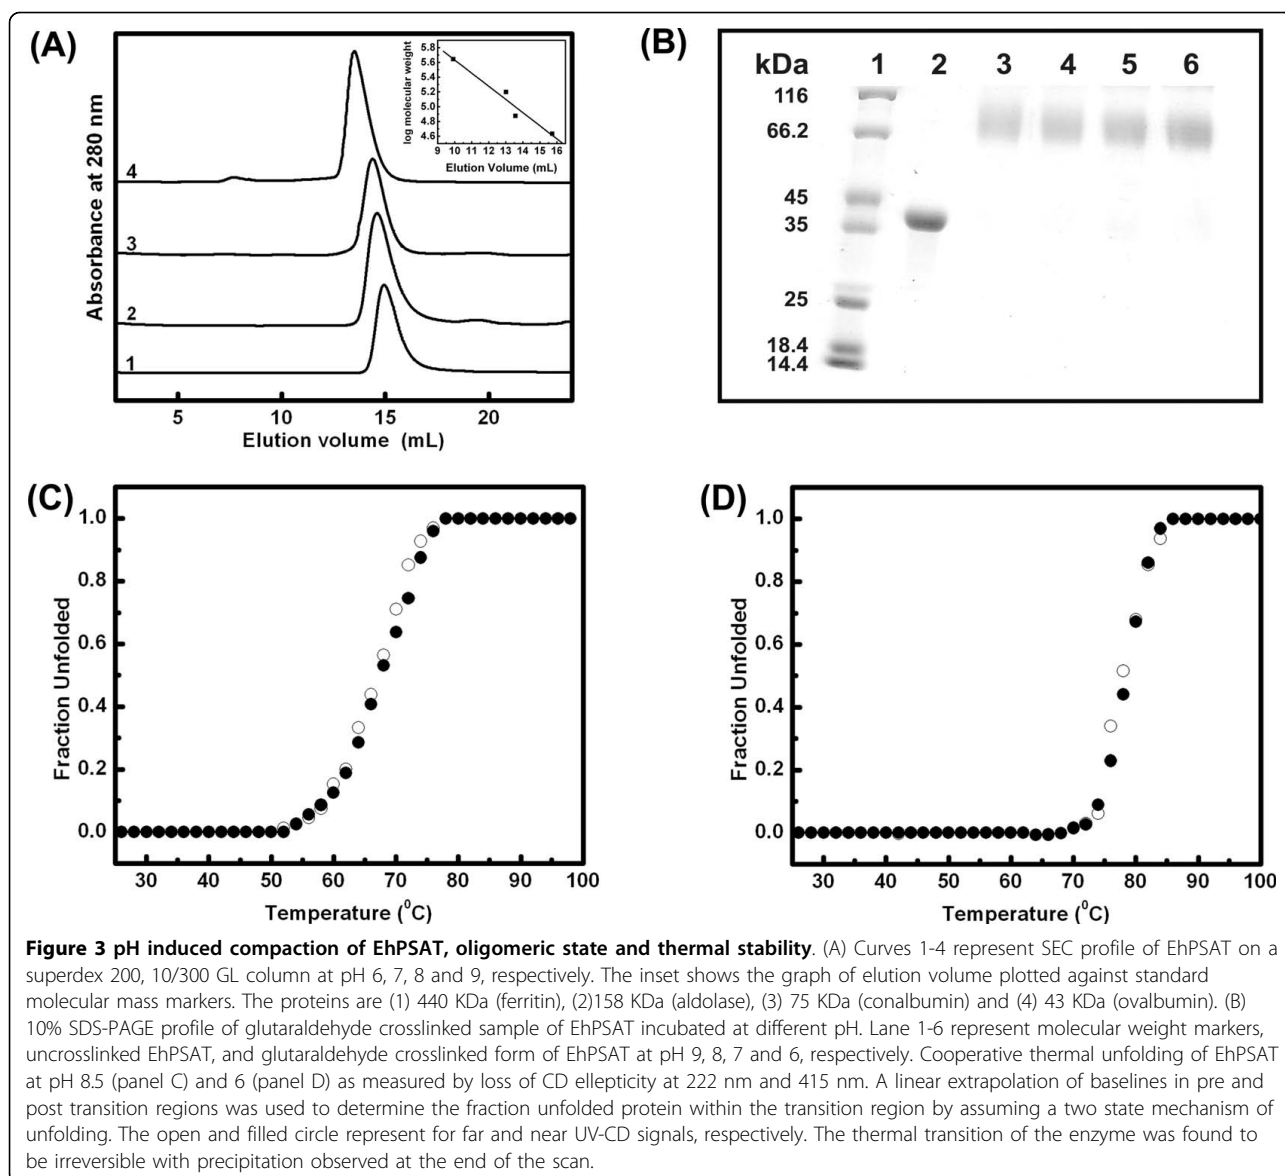 (A)
4
3
2
1
Absorbance at 280 nm
5 10 15 20
Elution volume (mL)
5.8
5.6
5.4
5.2
5.0
4.8
4.6
log molecular weight
9 10 11 12 13 14 15 16
Elution Volume (mL)
(B)
kDa 1 2 3 4 5 6
116
66.2
45
35
25
18.4
14.4
(C)
1.0
0.8
0.6
0.4
0.2
0.0
Fraction Unfolded
30 40 50 60 70 80 90 100
Temperature (⁰C)
(D)
1.0
0.8
0.6
0.4
0.2
0.0
Fraction Unfolded
30 40 50 60 70 80 90 100
Temperature (⁰C)
Figure 3 pH induced compaction of EhPSAT, oligomeric state and thermal stability. (A) Curves 1-4 represent SEC profile of EhPSAT on a
superdex 200, 10/300 GL column at pH 6, 7, 8 and 9, respectively. The inset shows the graph of elution volume plotted against standard
molecular mass markers. The proteins are (1) 440 KDa (ferritin), (2)158 KDa (aldolase), (3) 75 KDa (conalbumin) and (4) 43 KDa (ovalbumin). (B)
10% SDS-PAGE profile of glutaraldehyde crosslinked sample of EhPSAT incubated at different pH. Lane 1-6 represent molecular weight markers,
uncrosslinked EhPSAT, and glutaraldehyde crosslinked form of EhPSAT at pH 9, 8, 7 and 6, respectively. Cooperative thermal unfolding of EhPSAT
at pH 8.5 (panel C) and 6 (panel D) as measured by loss of CD ellepticity at 222 nm and 415 nm. A linear extrapolation of baselines in pre and
post transition regions was used to determine the fraction unfolded protein within the transition region by assuming a two state mechanism of
unfolding. The open and filled circle represent for far and near UV-CD signals, respectively. The thermal transition of the enzyme was found to
be irreversible with precipitation observed at the end of the scan.